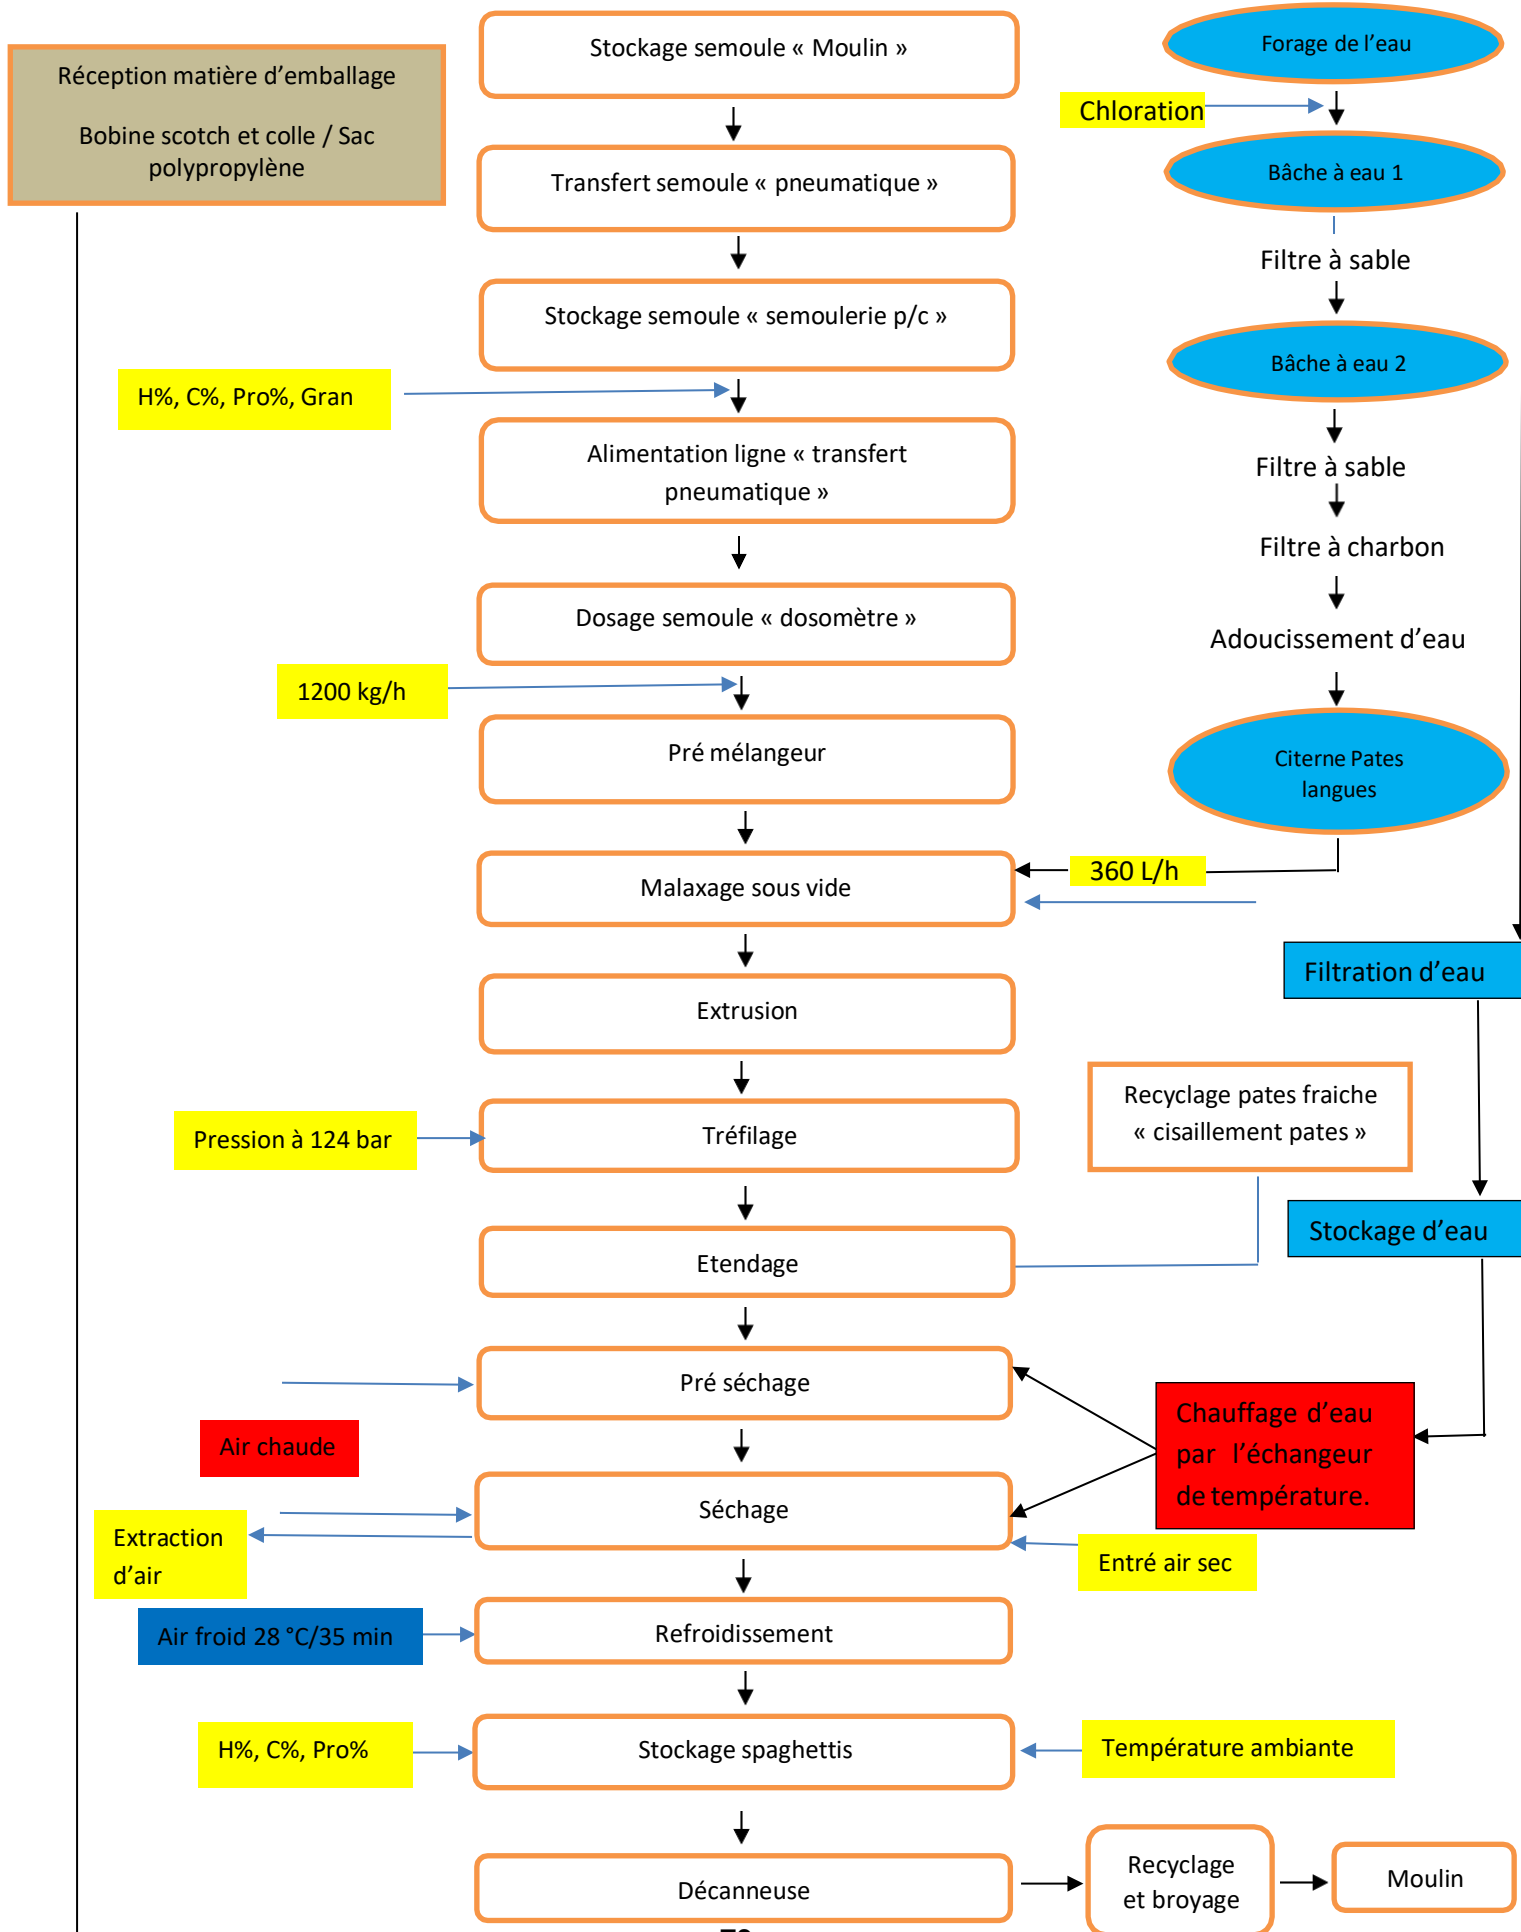 Stockage semoule « Moulin »
Forage de l'eau
Réception matière d'emballage
Bobine scotch et colle / Sac
polypropylène
Chloration
Transfert semoule « pneumatique »
Bâche à eau 1
Filtre à sable
Stockage semoule « semoulerie p/c »
Bâche à eau 2
H%, C%, Pro%, Gran
Alimentation ligne « transfert
pneumatique »
Filtre à sable
Filtre à charbon
Dosage semoule « dosomètre »
Adoucissement d'eau
1200 kg/h
Pré mélangeur
Citerne Pates
langues
Malaxage sous vide
360 L/h
Filtration d'eau
Extrusion
Recyclage pates fraiche
« cisaillement pates »
Pression à 124 bar
Tréfilage
Stockage d'eau
Etendage
Pré séchage
Chauffage d'eau
par l'échangeur
de température.
Air chaude
Séchage
Extraction
d'air
Entré air sec
Air froid 28 °C/35 min
Refroidissement
H%, C%, Pro%
Stockage spaghettis
Température ambiante
Décanneuse
Recyclage
et broyage
Moulin